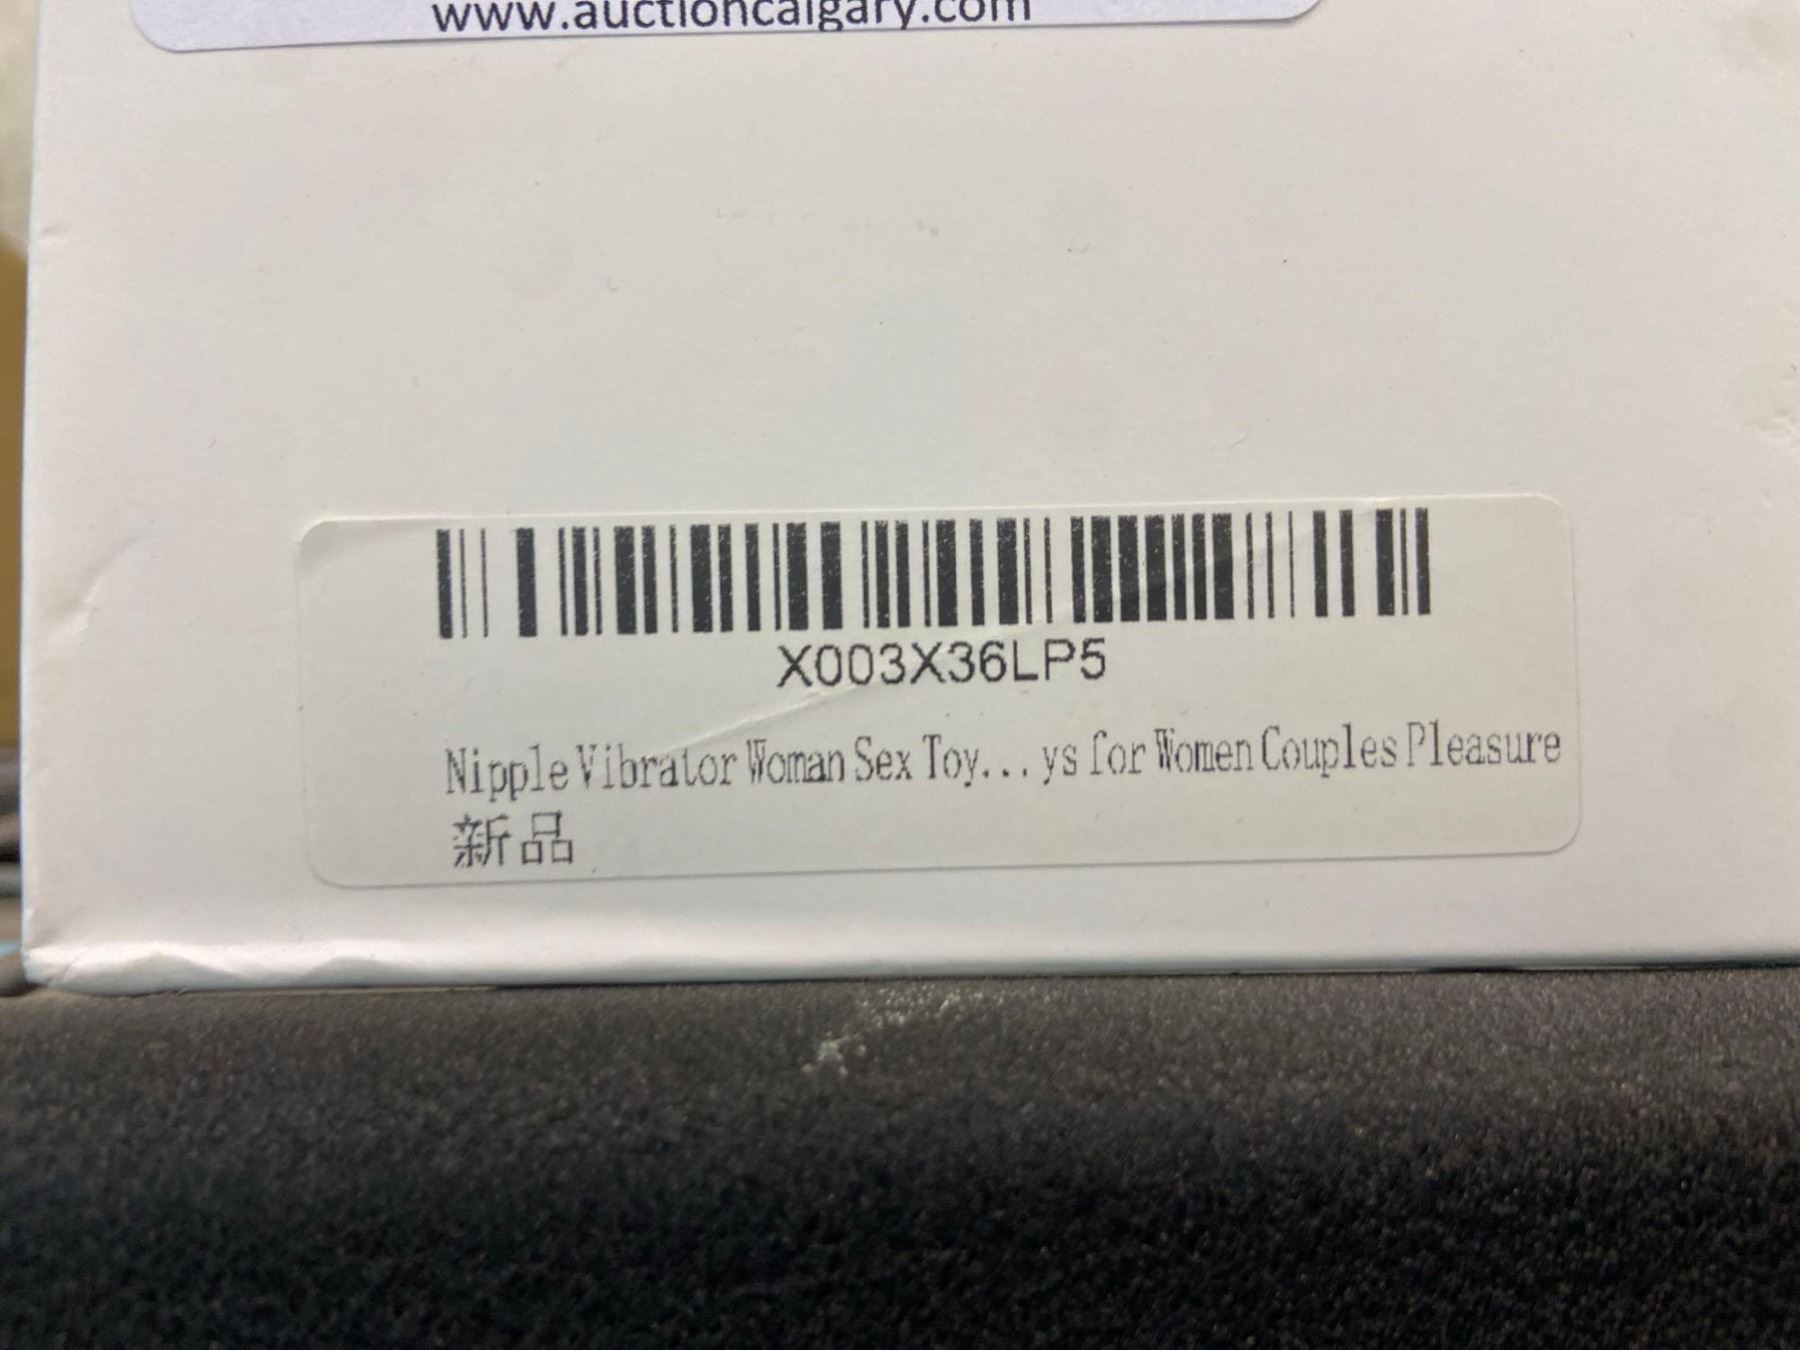 www.auctioncalgary.com
X003X36LP5
Nipple Vibrator Woman Sex Toy...ys for Women Couples Pleasure
新品